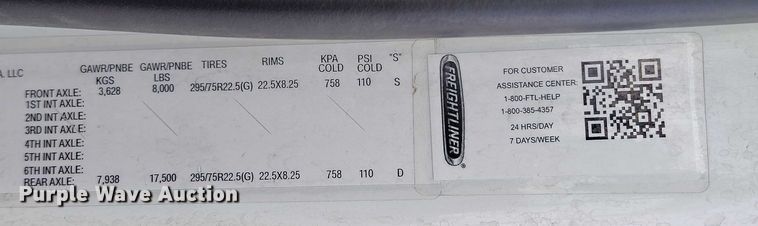 A. LLC
GAWR/PNBE GAWR/PNBE TIRES RIMS KPA PSI "S"
KGS LBS COLD COLD
FRONT AXLE: 3,628 8,000 295/75R22.5(G) 22.5X8.25 758 110 S
1ST INT AXLE:
2ND INT AXLE:
3RD INT AXLE:
4TH INT AXLE:
5TH INT AXLE:
6TH INT AXLE:
REAR AXLE: 7,938 17,500 295/75R22.5(G) 22.5X8.25 758 110 D
FREIGHTLINER ®
FOR CUSTOMER
ASSISTANCE CENTER:
1-800-FTL-HELP
1-800-385-4357
24 HRS/DAY
7 DAYS/WEEK
Purple Wave Auction